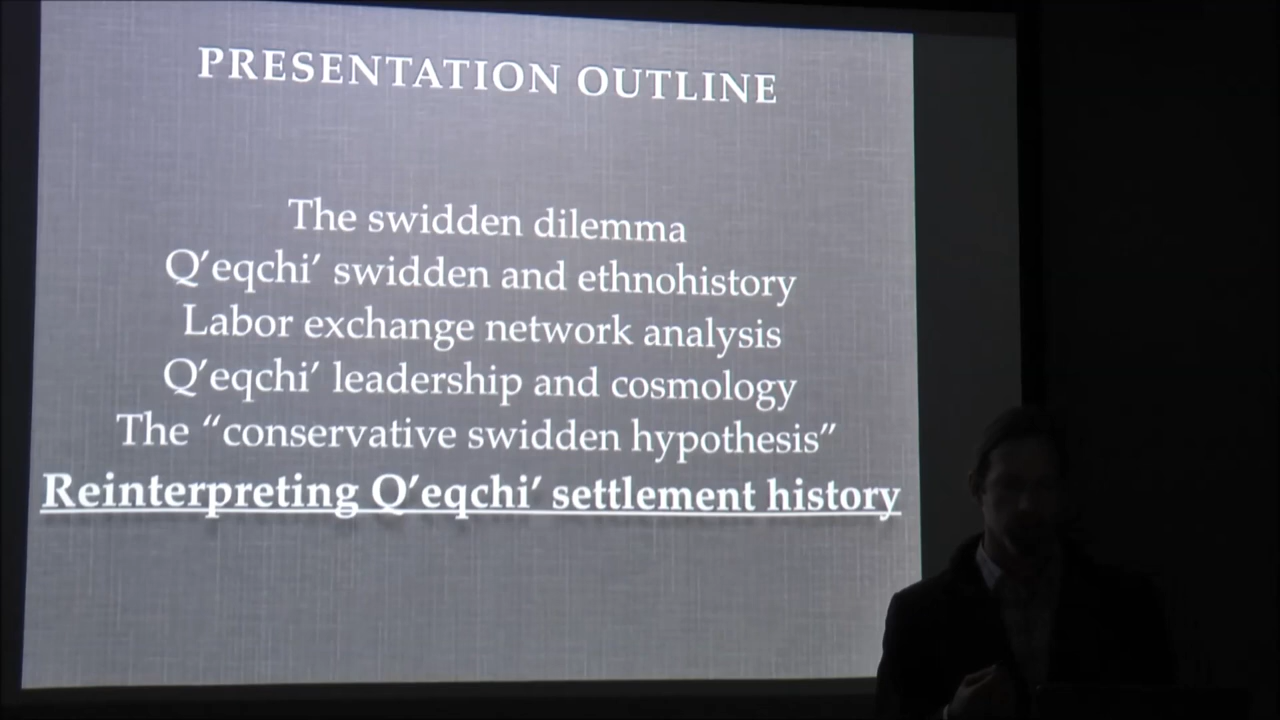 PRESENTATION OUTLINE
The swidden dilemma
Q’eqchi’ swidden and ethnohistory
Labor exchange network analysis
Q’eqchi’ leadership and cosmology
The “conservative swidden hypothesis”
Reinterpreting Q’eqchi’ settlement history